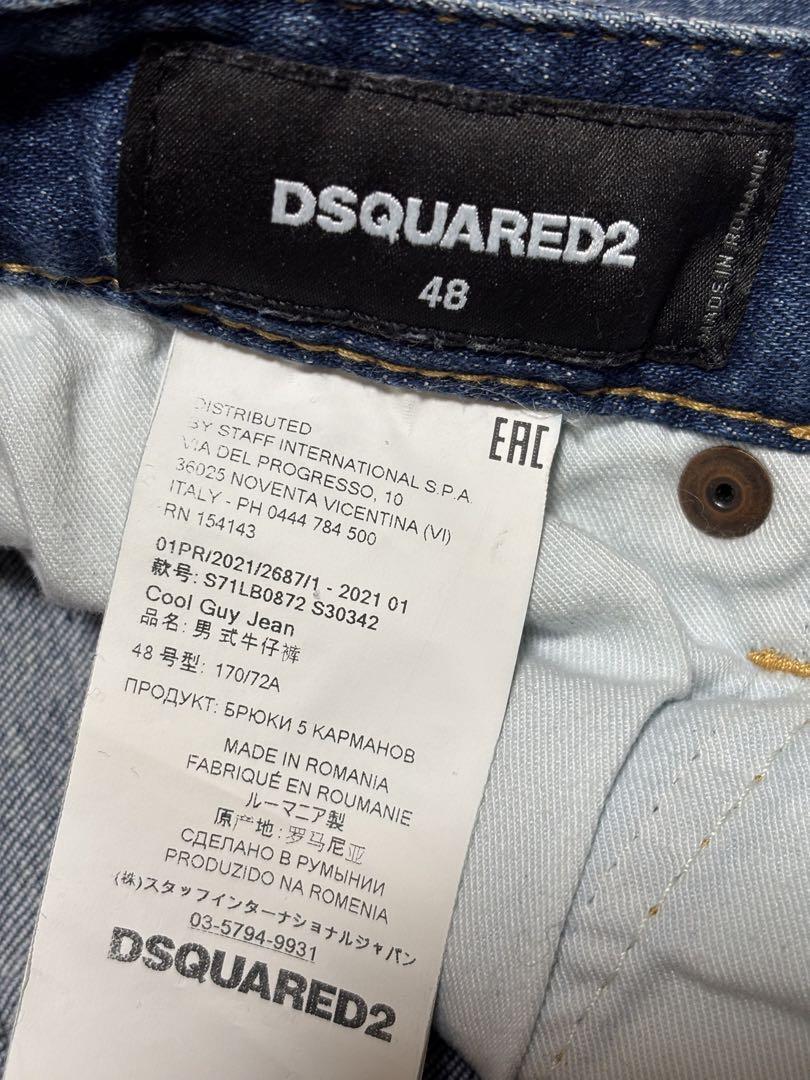 DSQUARED2
48
MADE IN ROMANIA
DISTRIBUTED
BY STAFF INTERNATIONAL S.P.A.
VIA DEL PROGRESSO, 10
36025 NOVENTA VICENTINA (VI)
ITALY - PH 0444 784 500
RN 154143
EAC
01PR/2021/2687/1 - 2021 01
款号: S71LB0872 S30342
Cool Guy Jean
品名: 男 式牛仔裤
48 号型: 170/72A
ПРОДУКТ: БРЮКИ 5 КАРМАНОВ
MADE IN ROMANIA
FABRIQUÉ EN ROUMANIE
ルーマニア製
原产地: 罗马尼亚
СДЕЛАНО В РУМЫНИИ
PRODUZIDO NA ROMENIA
(株)スタッフインターナショナルジャパン
03-5794-9931
DSQUARED2